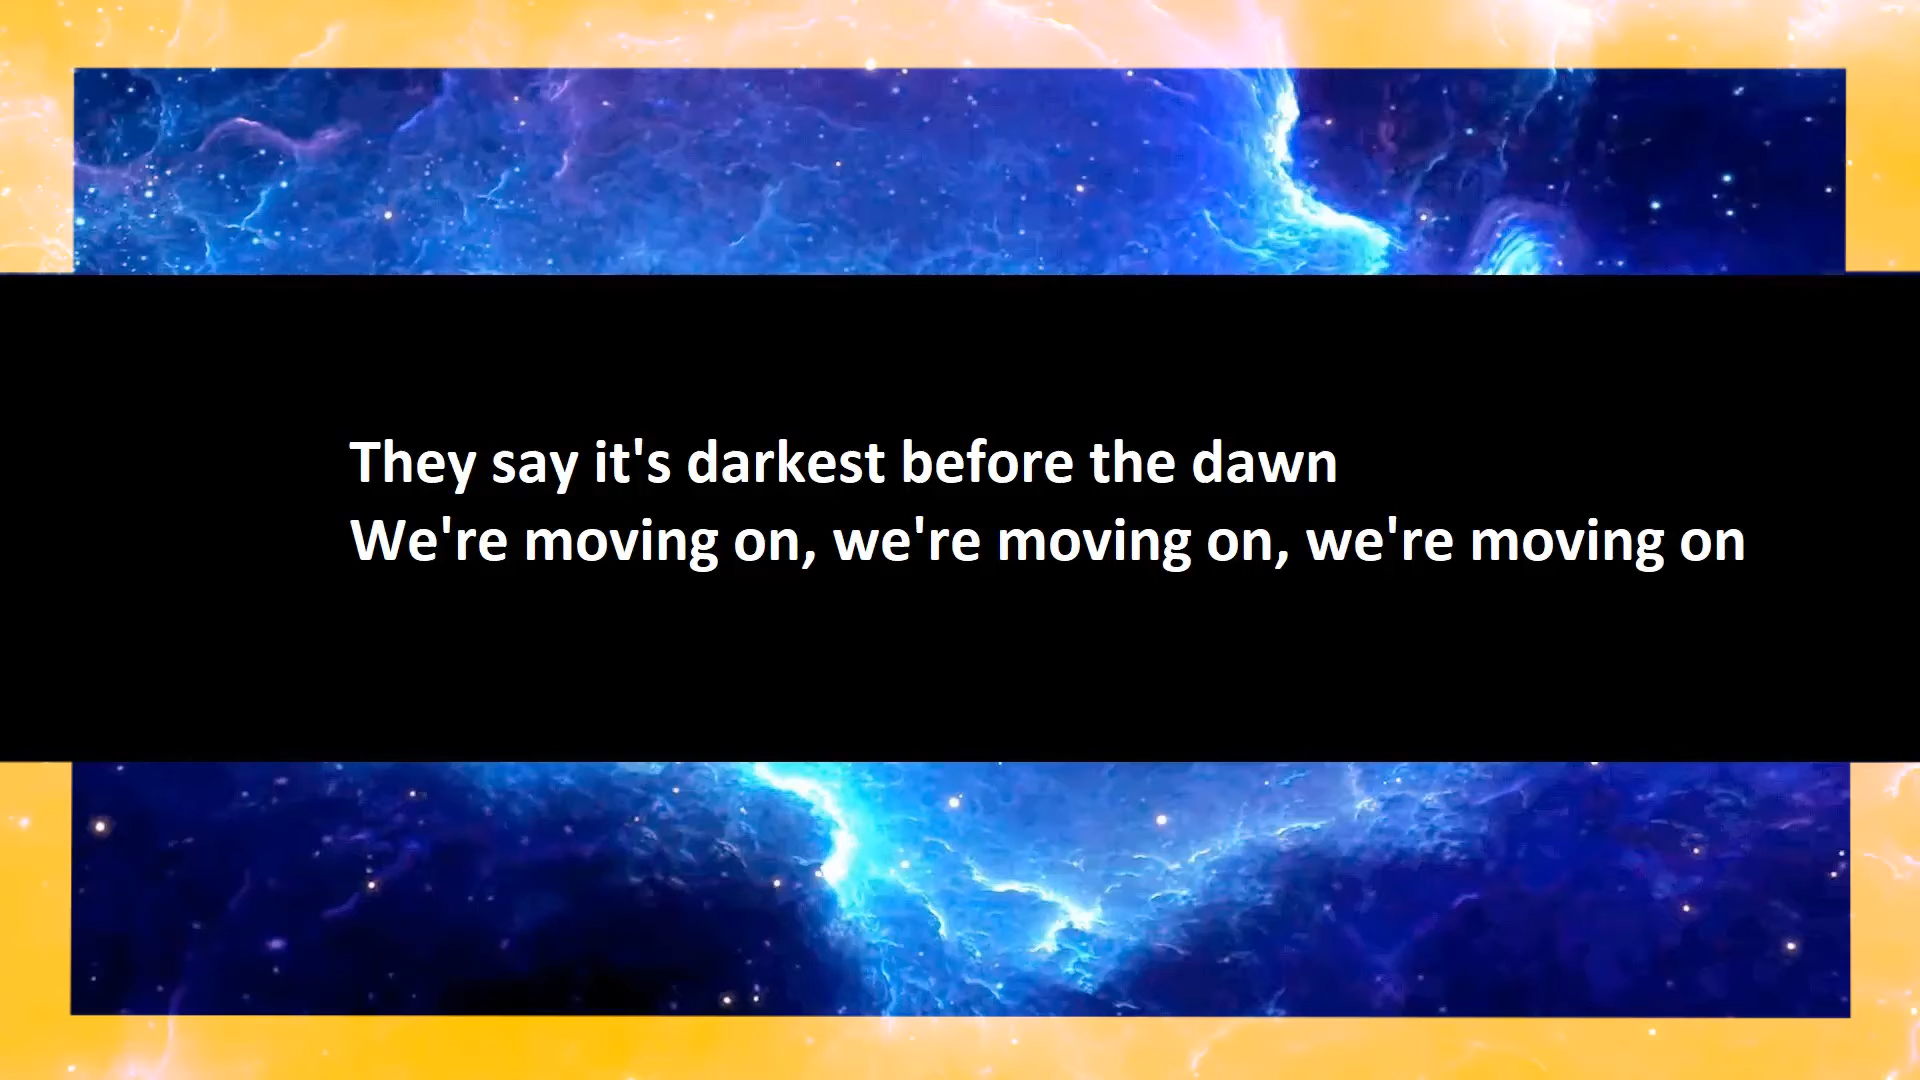 They say it's darkest before the dawn
We're moving on, we're moving on, we're moving on